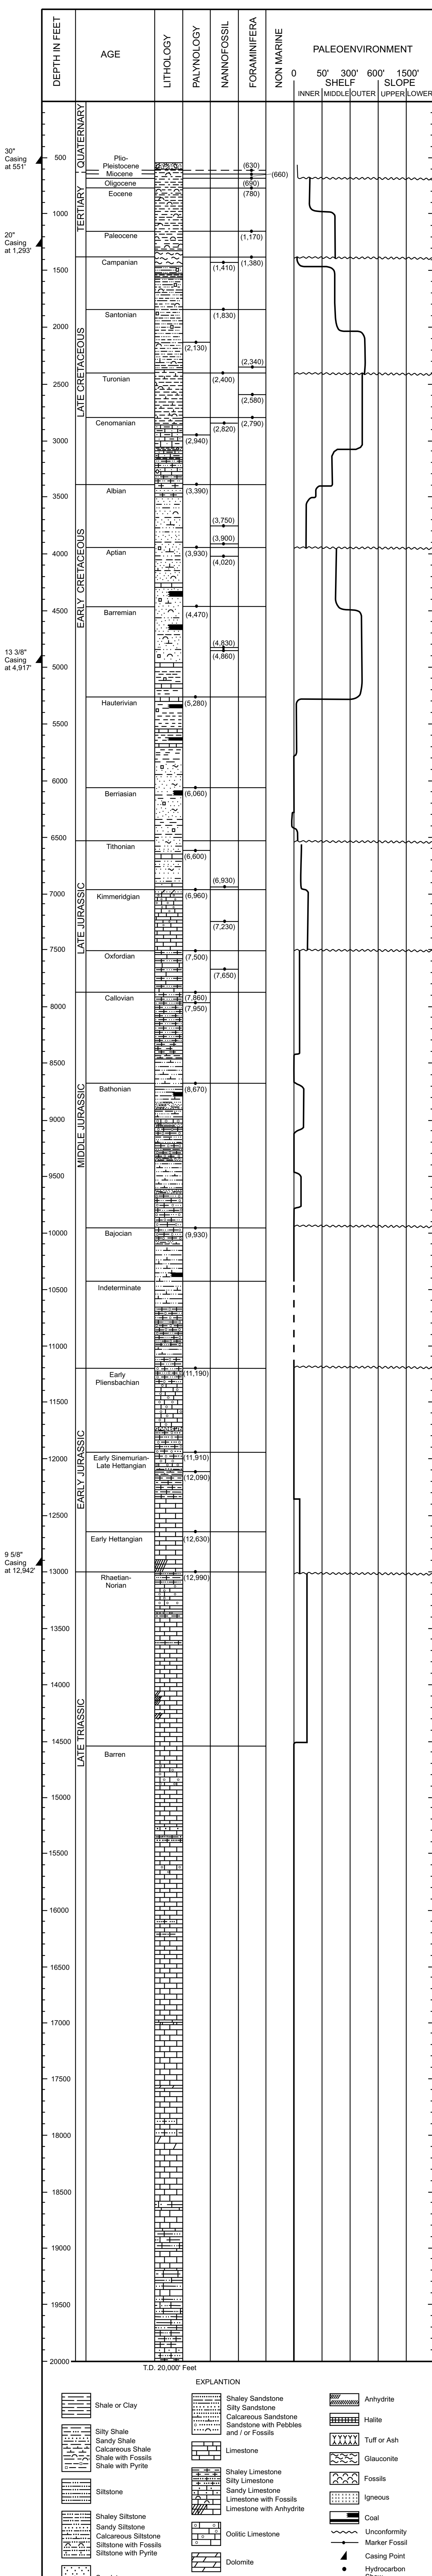 DEPTH IN FEET
AGE
LITHOLOGY
PALYNOLOGY
NANNOFOSSIL
FORAMINIFERA
NON MARINE
PALEOENVIRONMENT
0 50' 300' 600' 1500'
SHELF SLOPE
INNER MIDDLE OUTER UPPER LOWER
QUATERNARY
30"
Casing
at 551'
500
Plio-
Pleistocene
(630)
Miocene
(660)
Oligocene
(690)
Eocene
(780)
TERTIARY
1000
Paleocene
(1,170)
20"
Casing
at 1,293'
Campanian
(1,380)
(1,410)
1500
Santonian
(1,830)
2000
(2,130)
LATE CRETACEOUS
(2,340)
Turonian
(2,400)
2500
(2,580)
Cenomanian
(2,790)
(2,820)
(2,940)
3000
Albian
(3,390)
3500
(3,750)
(3,900)
EARLY CRETACEOUS
Aptian
(3,930)
4000
(4,020)
Barremian
(4,470)
4500
(4,830)
(4,860)
13 3/8"
Casing
at 4,917'
5000
Hauterivian
(5,280)
5500
6000
Berriasian
(6,060)
6500
Tithonian
(6,600)
(6,930)
LATE JURASSIC
Kimmeridgian
(6,960)
7000
(7,230)
7500
Oxfordian
(7,500)
(7,650)
Callovian
(7,860)
(7,950)
8000
8500
Bathonian
(8,670)
MIDDLE JURASSIC
9000
9500
Bajocian
(9,930)
10000
Indeterminate
10500
11000
Early
Pliensbachian
(11,190)
11500
EARLY JURASSIC
Early Sinemurian-
Late Hettangian
(11,910)
12000
(12,090)
12500
Early Hettangian
(12,630)
9 5/8"
Casing
at 12,942'
13000
Rhaetian-
Norian
(12,990)
13500
14000
LATE TRIASSIC
14500
Barren
15000
15500
16000
16500
17000
17500
18000
18500
19000
19500
20000
T.D. 20,000' Feet
EXPLANTION
Shale or Clay
Silty Shale
Sandy Shale
Calcareous Shale
Shale with Fossils
Shale with Pyrite
Siltstone
Shaley Siltstone
Sandy Siltstone
Calcareous Siltstone
Siltstone with Fossils
Siltstone with Pyrite
Shaley Sandstone
Silty Sandstone
Calcareous Sandstone
Sandstone with Pebbles
and / or Fossils
Limestone
Shaley Limestone
Silty Limestone
Sandy Limestone
Limestone with Fossils
Limestone with Anhydrite
Oolitic Limestone
Dolomite
Anhydrite
Halite
Tuff or Ash
Glauconite
Fossils
Igneous
Coal
Unconformity
Marker Fossil
Casing Point
Hydrocarbon